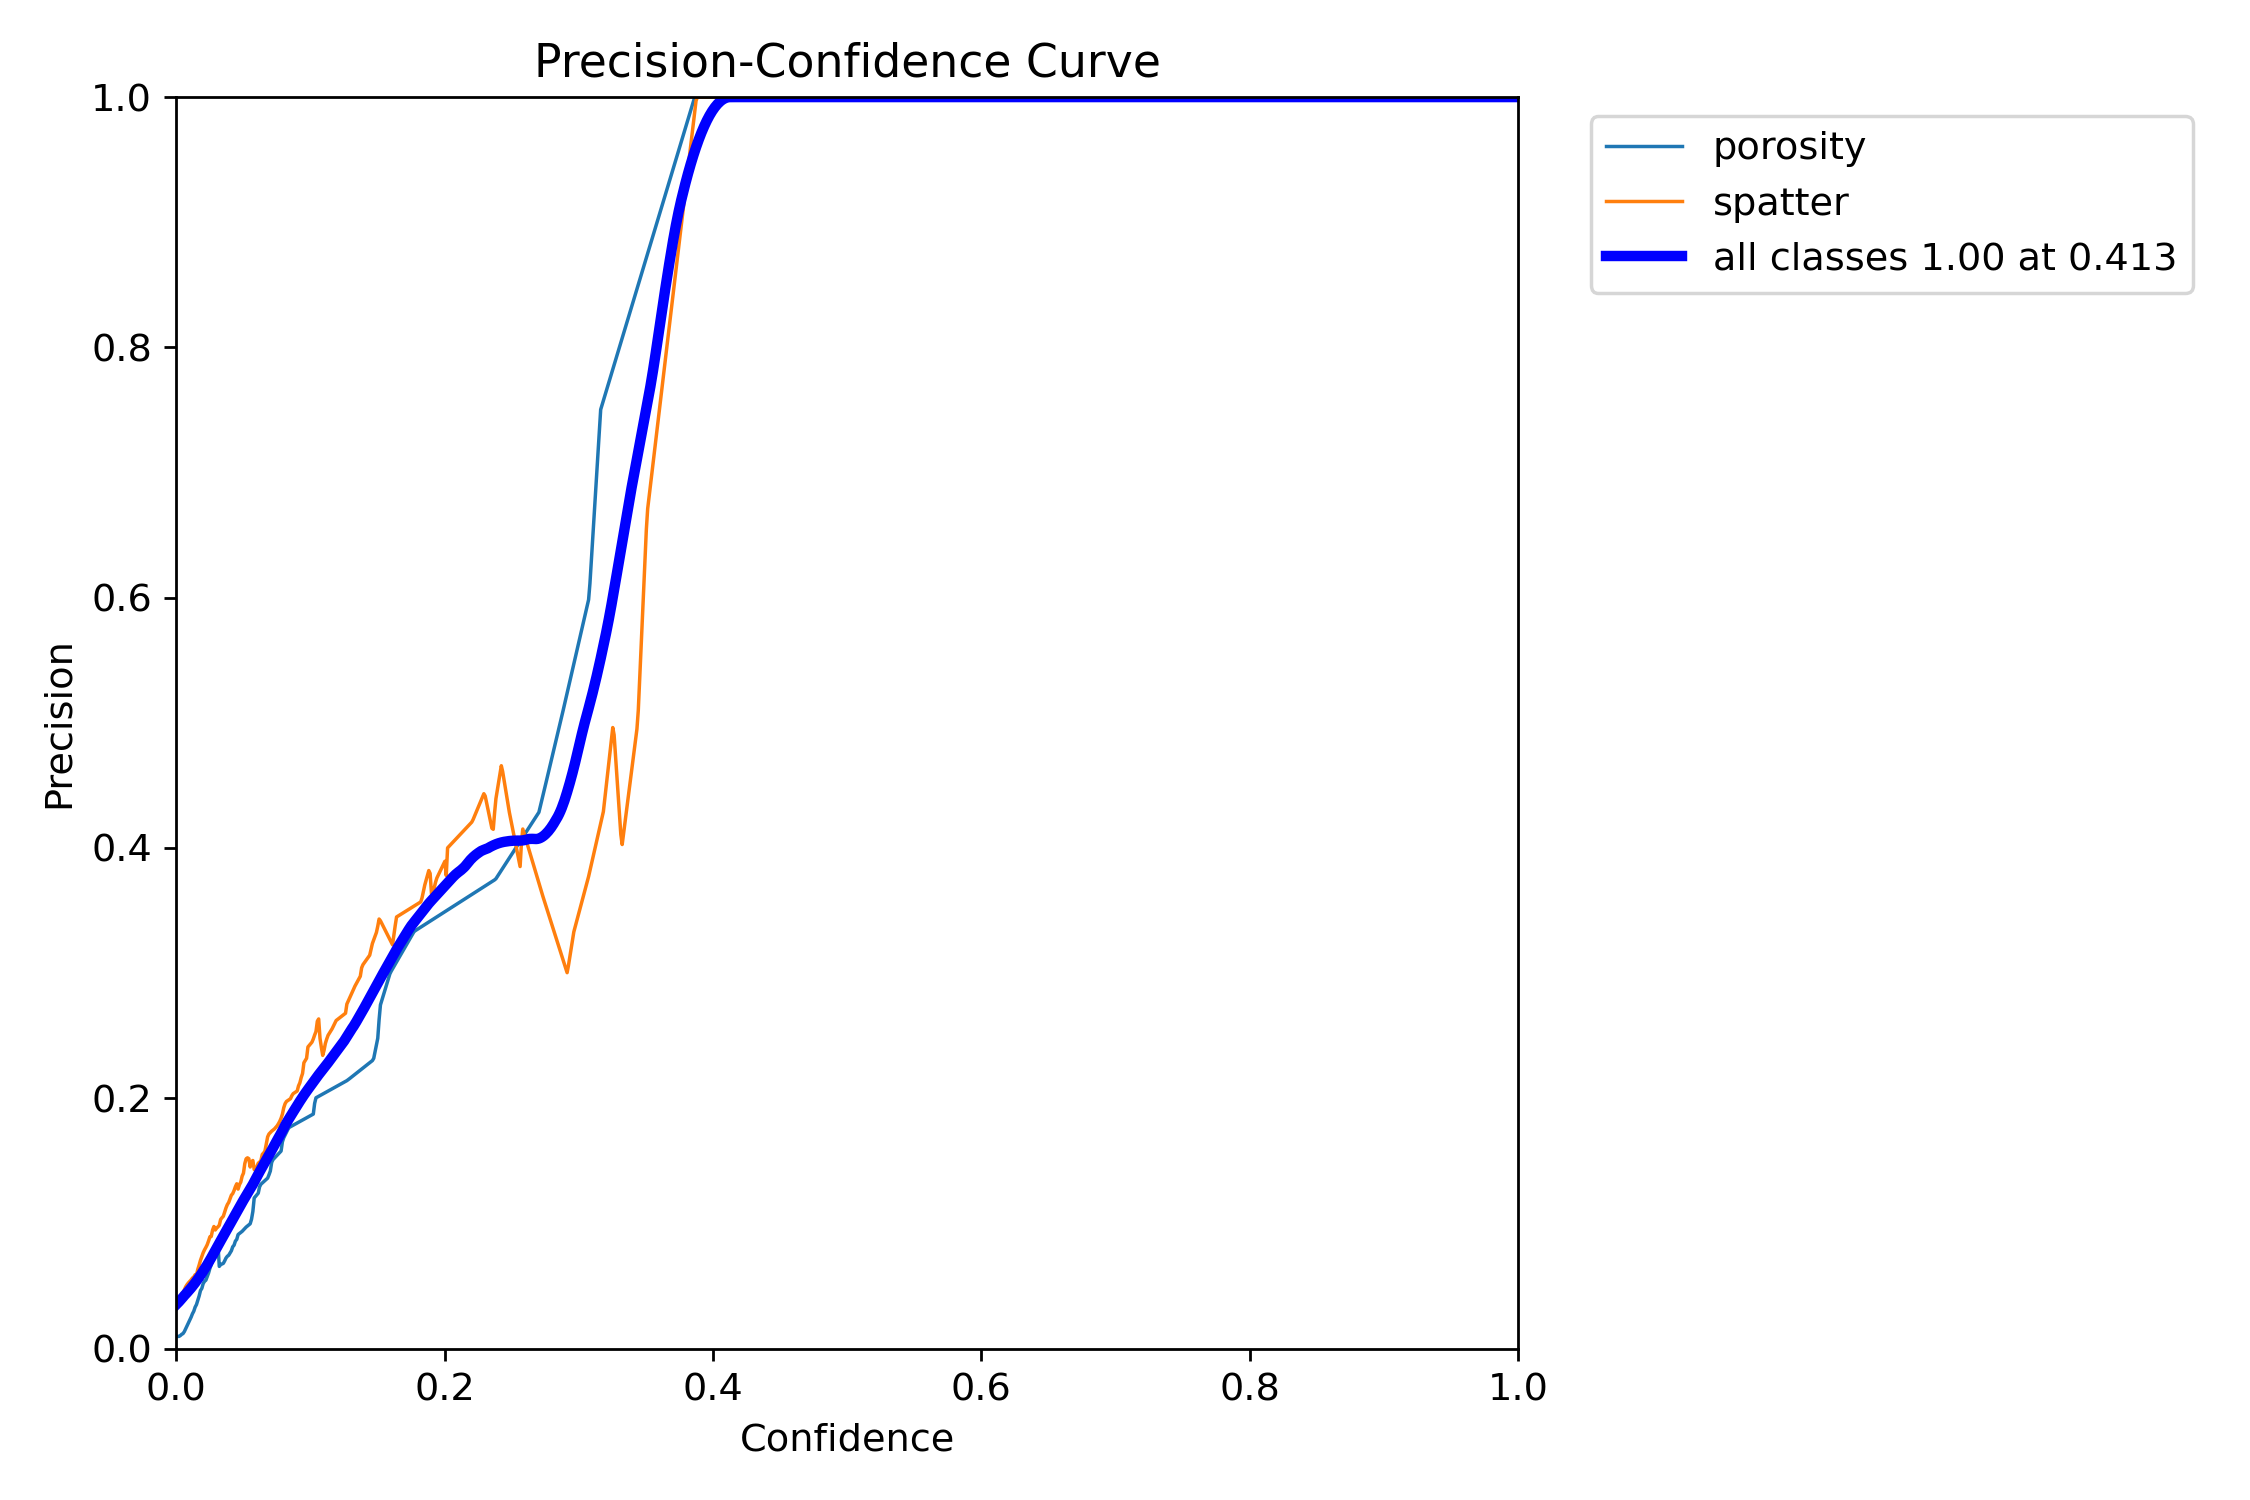 Precision-Confidence Curve
1.0
0.8
0.6
0.4
0.2
0.0
Precision
0.0 0.2 0.4 0.6 0.8 1.0
Confidence
porosity
spatter
all classes 1.00 at 0.413